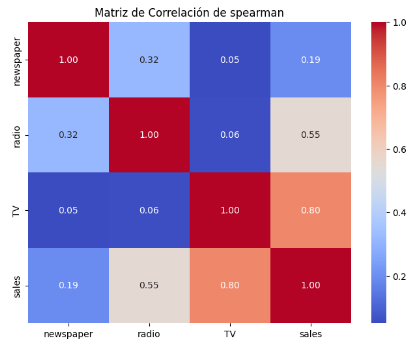 Matriz de Correlación de spearman
newspaper 1.00 0.32 0.05 0.19
radio 0.32 1.00 0.06 0.55
TV 0.05 0.06 1.00 0.80
sales 0.19 0.55 0.80 1.00
newspaper radio TV sales
1.0
0.8
0.6
0.4
0.2